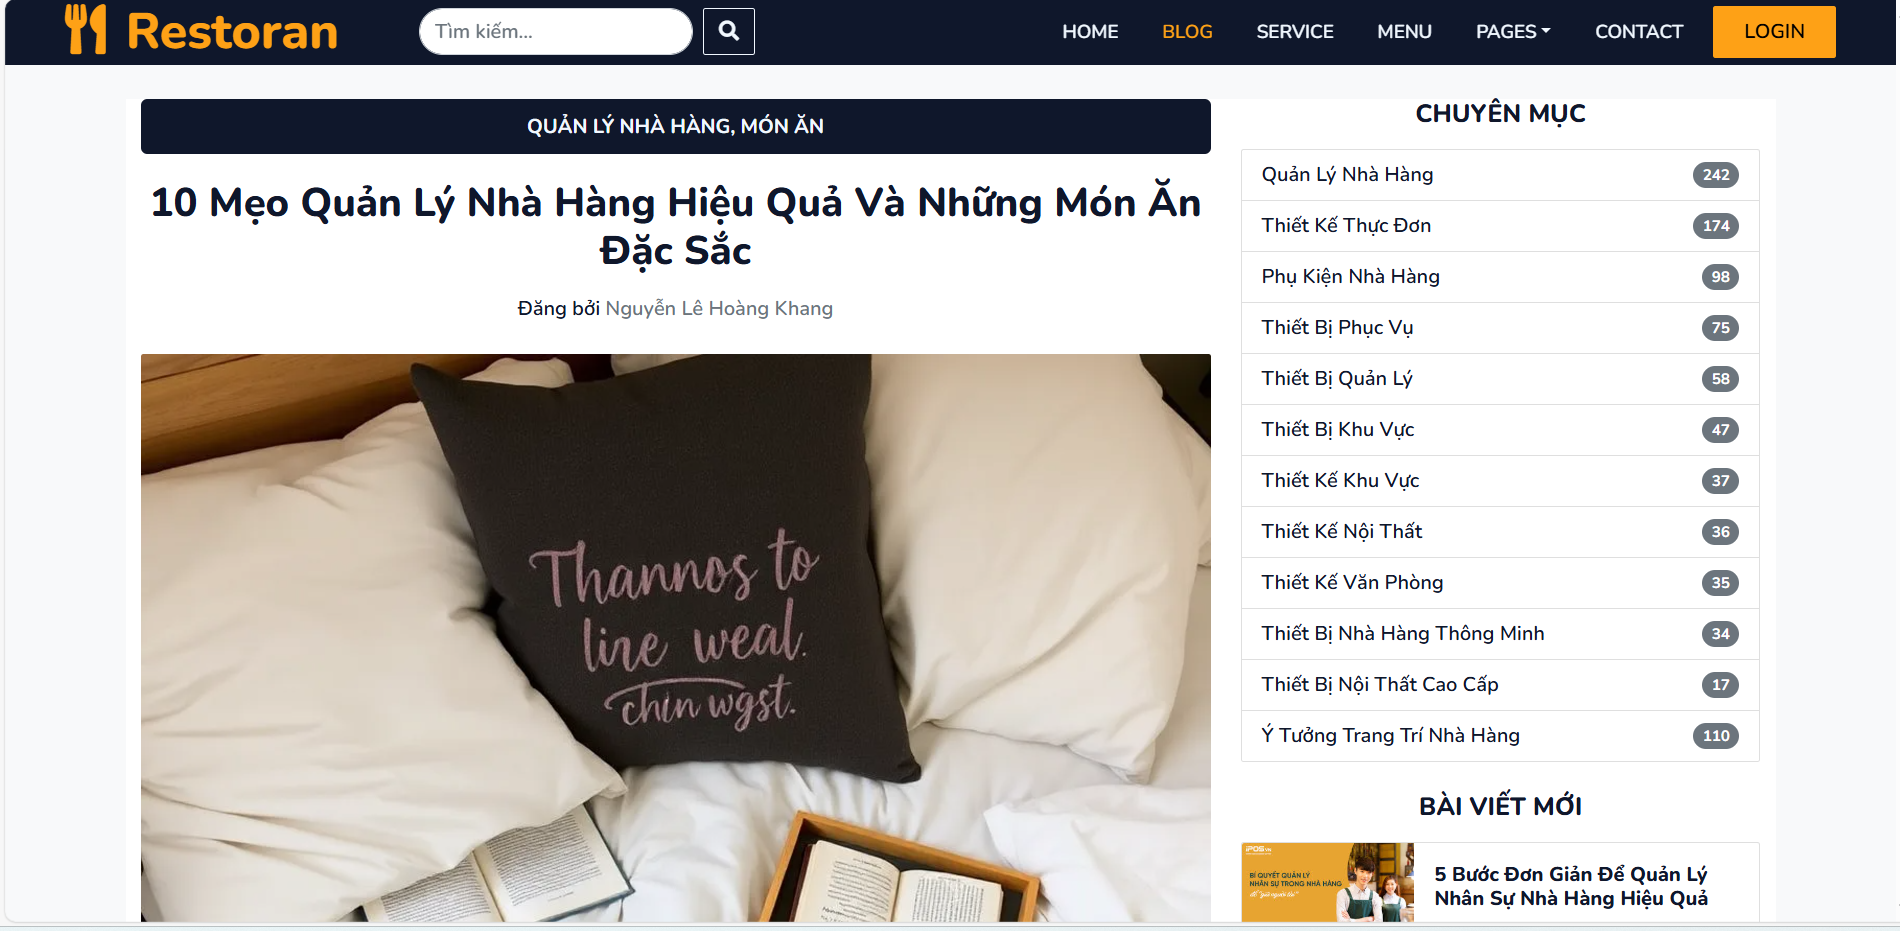 Restoran
Tìm kiếm...
HOME
BLOG
SERVICE
MENU
PAGES
CONTACT
LOGIN
QUẢN LÝ NHÀ HÀNG, MÓN ĂN
10 Mẹo Quản Lý Nhà Hàng Hiệu Quả Và Những Món Ăn
Đặc Sắc
Đăng bởi Nguyễn Lê Hoàng Khang
Thannos to
line weal.
chin wgst.
CHUYÊN MỤC
Quản Lý Nhà Hàng 242
Thiết Kế Thực Đơn 174
Phụ Kiện Nhà Hàng 98
Thiết Bị Phục Vụ 75
Thiết Bị Quản Lý 58
Thiết Bị Khu Vực 47
Thiết Kế Khu Vực 37
Thiết Kế Nội Thất 36
Thiết Kế Văn Phòng 35
Thiết Bị Nhà Hàng Thông Minh 34
Thiết Bị Nội Thất Cao Cấp 17
Ý Tưởng Trang Trí Nhà Hàng 110
BÀI VIẾT MỚI
iPOS.vn
BÍ QUYẾT QUẢN LÝ
NHÂN SỰ TRONG NHÀ HÀNG
5 Bước Đơn Giản Để Quản Lý
Nhân Sự Nhà Hàng Hiệu Quả